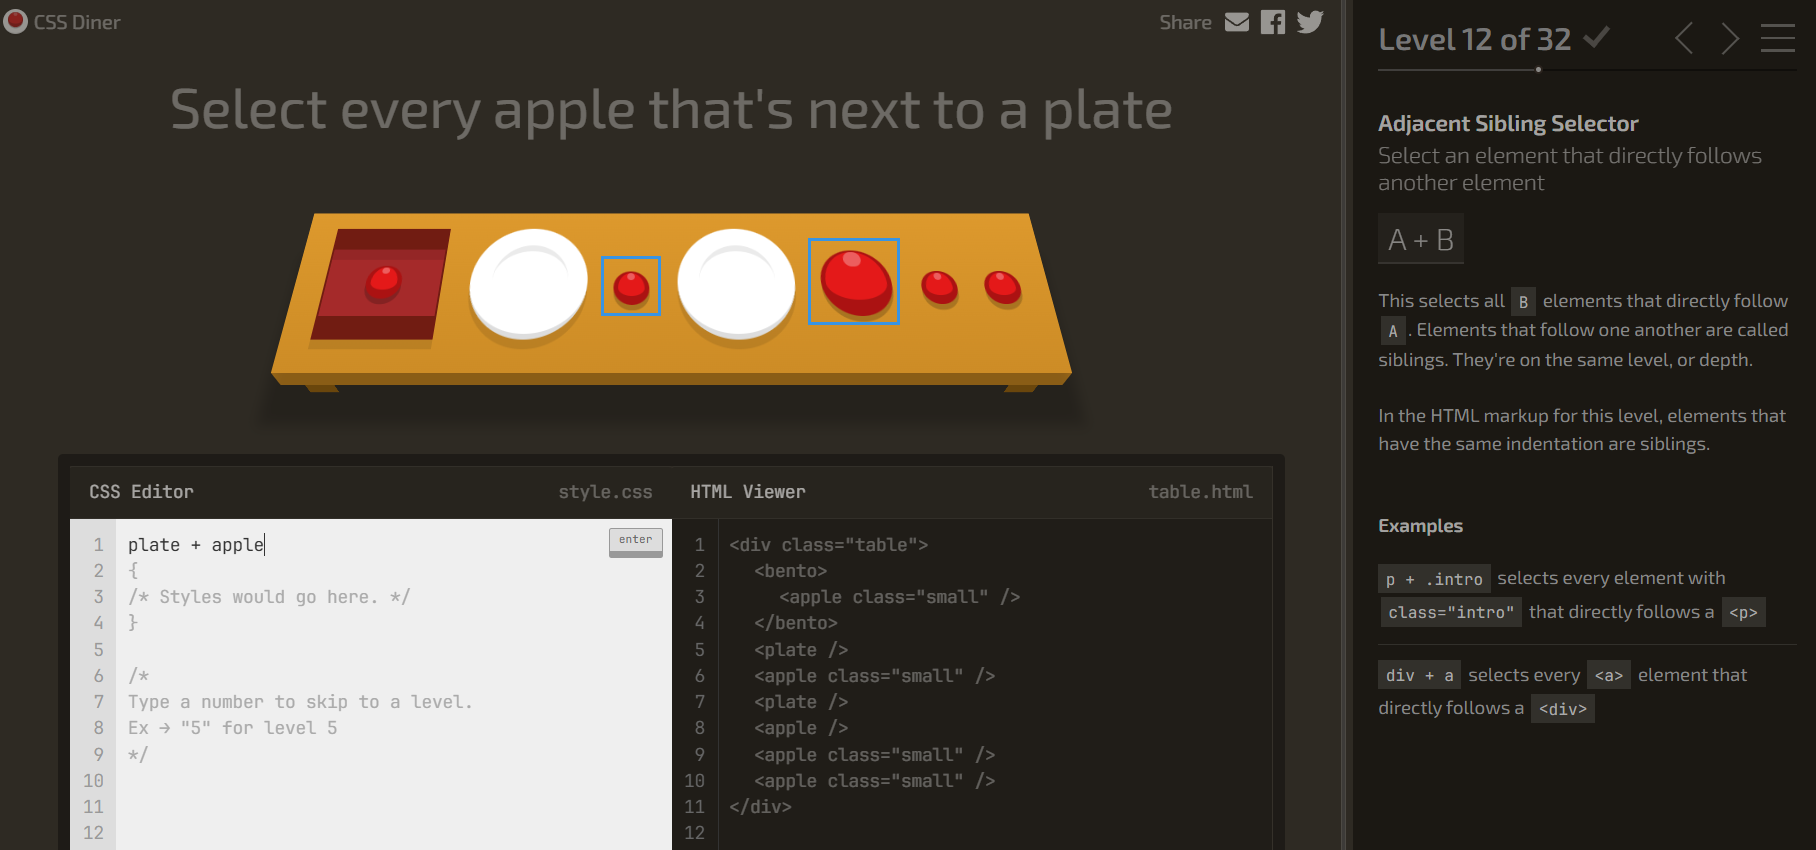 CSS Diner
Share
Select every apple that's next to a plate
CSS Editor
style.css
HTML Viewer
table.html
1 plate + apple
enter
2 {
3 /* Styles would go here. */
4 }
5
6 /*
7 Type a number to skip to a level.
8 Ex → "5" for level 5
9 */
10
11
12
1 <div class="table">
2 <bento>
3 <apple class="small" />
4 </bento>
5 <plate />
6 <apple class="small" />
7 <plate />
8 <apple />
9 <apple class="small" />
10 <apple class="small" />
11 </div>
12
Level 12 of 32
Adjacent Sibling Selector
Select an element that directly follows
another element
A + B
This selects all B elements that directly follow
A . Elements that follow one another are called
siblings. They're on the same level, or depth.
In the HTML markup for this level, elements that
have the same indentation are siblings.
Examples
p + .intro selects every element with
class="intro" that directly follows a <p>
div + a selects every <a> element that
directly follows a <div>